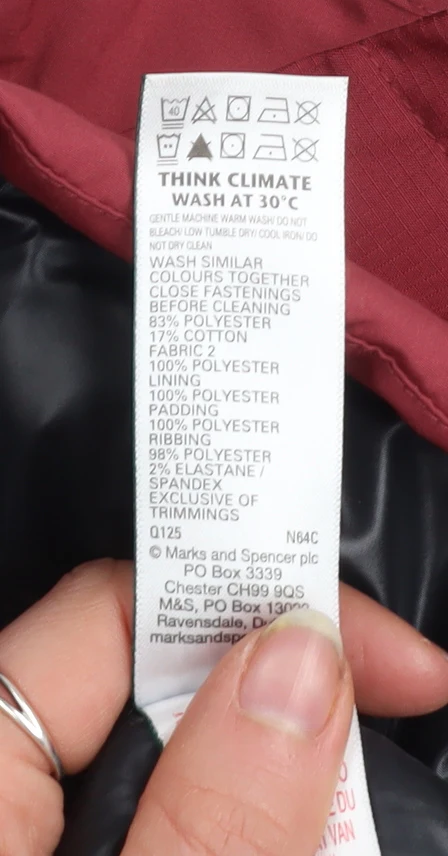 40
THINK CLIMATE
WASH AT 30°C
GENTLE MACHINE WARM WASH/ DO NOT
BLEACH/ LOW TUMBLE DRY/ COOL IRON/ DO
NOT DRY CLEAN
WASH SIMILAR
COLOURS TOGETHER
CLOSE FASTENINGS
BEFORE CLEANING
83% POLYESTER
17% COTTON
FABRIC 2
100% POLYESTER
LINING
100% POLYESTER
PADDING
100% POLYESTER
RIBBING
98% POLYESTER
2% ELASTANE /
SPANDEX
EXCLUSIVE OF
TRIMMINGS
Q125 N64C
© Marks and Spencer plc
PO Box 3339
Chester CH99 9QS
M&S, PO Box
Ravensdale,
DU
VAN